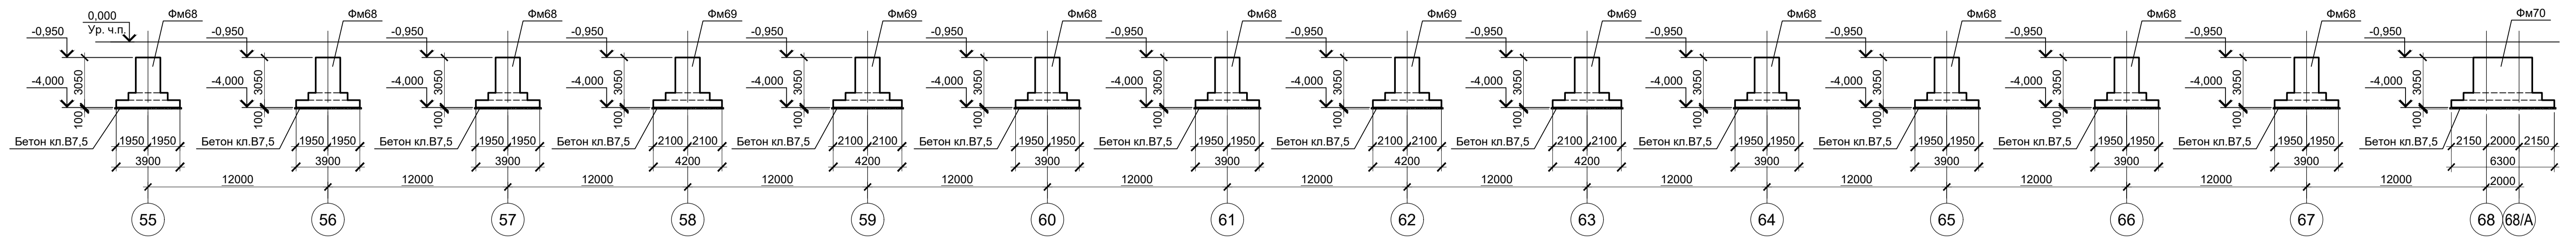 0,000
Ур. ч.п.
Фм68 Фм68 Фм68 Фм69 Фм69 Фм68 Фм68 Фм69 Фм69 Фм68 Фм68 Фм68 Фм68 Фм70
-0,950 -0,950 -0,950 -0,950 -0,950 -0,950 -0,950 -0,950 -0,950 -0,950 -0,950 -0,950 -0,950 -0,950
3050 3050 3050 3050 3050 3050 3050 3050 3050 3050 3050 3050 3050 3050
-4,000 -4,000 -4,000 -4,000 -4,000 -4,000 -4,000 -4,000 -4,000 -4,000 -4,000 -4,000 -4,000 -4,000
100 100 100 100 100 100 100 100 100 100 100 100 100 100
Бетон кл.В7,5 1950 1950 Бетон кл.В7,5 1950 1950 Бетон кл.В7,5 1950 1950 Бетон кл.В7,5 2100 2100 Бетон кл.В7,5 2100 2100 Бетон кл.В7,5 1950 1950 Бетон кл.В7,5 1950 1950 Бетон кл.В7,5 2100 2100 Бетон кл.В7,5 2100 2100 Бетон кл.В7,5 1950 1950 Бетон кл.В7,5 1950 1950 Бетон кл.В7,5 1950 1950 Бетон кл.В7,5 1950 1950 Бетон кл.В7,5 2150 2000 2150
3900 3900 3900 4200 4200 3900 3900 4200 4200 3900 3900 3900 3900 6300
12000 12000 12000 12000 12000 12000 12000 12000 12000 12000 12000 12000 12000 2000
55 56 57 58 59 60 61 62 63 64 65 66 67 68 68/А